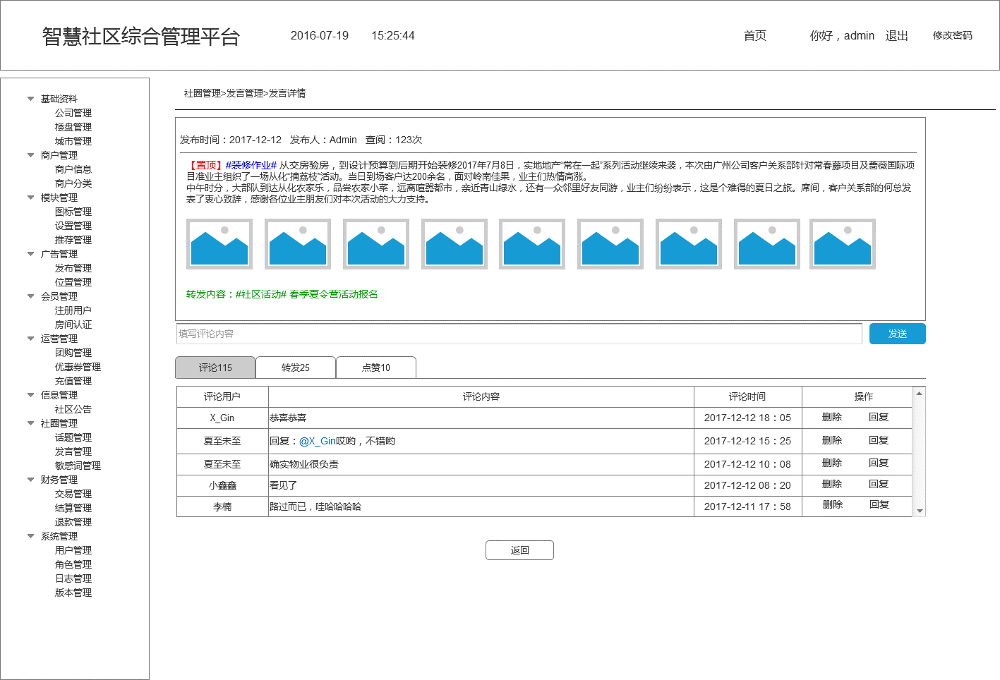 智慧社区综合管理平台 2016-07-19 15:25:44 首页 你好，admin 退出 修改密码
基础资料
公司管理
楼盘管理
城市管理
商户管理
商户信息
商户分类
模块管理
图标管理
设置管理
推荐管理
广告管理
发布管理
位置管理
会员管理
注册用户
房间认证
运营管理
团购管理
优惠券管理
充值管理
信息管理
社区公告
社圈管理
话题管理
发言管理
敏感词管理
财务管理
交易管理
结算管理
退款管理
系统管理
用户管理
角色管理
日志管理
版本管理
社圈管理>发言管理>发言详情
发布时间：2017-12-12 发布人：Admin 查阅：123次
【置顶】#装修作业# 从交房验房，到设计预算到后期开始装修2017年7月8日，实地地产“常在一起”系列活动继续来袭，本次由广州公司客户关系部针对常春藤项目及蔷薇国际项
目准业主组织了一场从化“摘荔枝”活动。当日到场客户达200余名，面对岭南佳果，业主们热情高涨。
中午时分，大部队到达从化农家乐，品尝农家小菜，远离喧嚣都市，亲近青山绿水，还有一众邻里好友同游，业主们纷纷表示，这是个难得的夏日之旅。席间，客户关系部的何总发
表了衷心致辞，感谢各位业主朋友们对本次活动的大力支持。
转发内容：#社区活动# 春季夏令营活动报名
填写评论内容 发送
评论115 转发25 点赞10
评论用户 评论内容 评论时间 操作
X_Gin 恭喜恭喜 2017-12-12 18：05 删除 回复
夏至未至 回复：@X_Gin哎哟，不错哟 2017-12-12 15：25 删除 回复
夏至未至 确实物业很负责 2017-12-12 10：08 删除 回复
小鑫鑫 看见了 2017-12-12 08：20 删除 回复
李楠 路过而已，哇哈哈哈哈 2017-12-11 17：58 删除 回复
返回